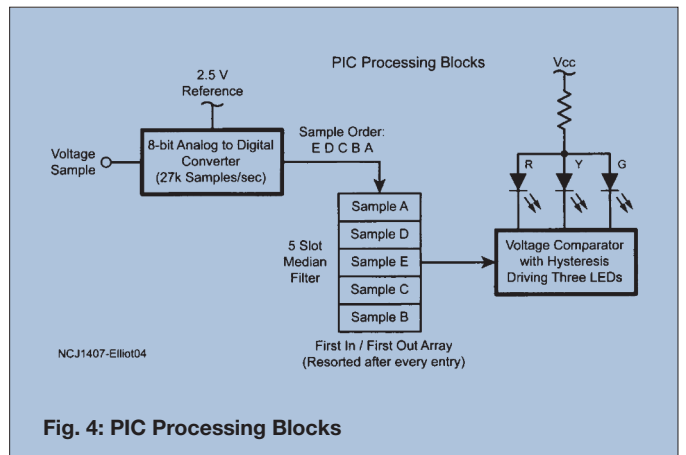 PIC Processing Blocks
Vcc
2.5 V
Reference
Voltage
Sample
8-bit Analog to Digital
Converter
(27k Samples/sec)
Sample Order:
E D C B A
R Y G
5 Slot
Median
Filter
Sample A
Sample D
Sample E
Sample C
Sample B
Voltage Comparator
with Hysteresis
Driving Three LEDs
First In / First Out Array
(Resorted after every entry)
NCJ1407-Elliot04
Fig. 4: PIC Processing Blocks